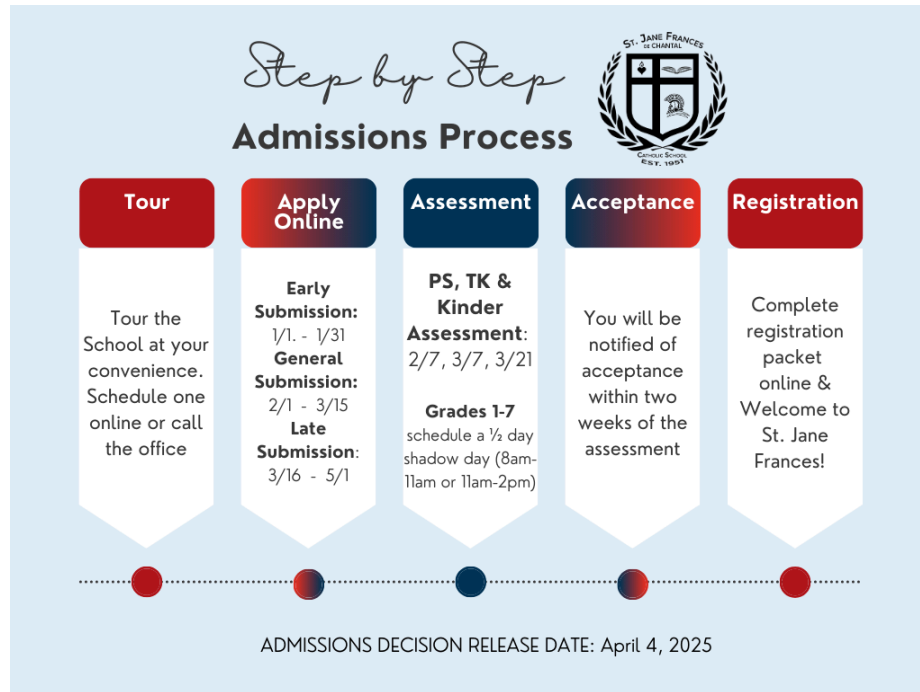 Step by Step
Admissions Process
ST. JANE FRANCES
DE CHANTAL
CATHOLIC SCHOOL
EST. 1951
Tour
Tour the
School at your
convenience.
Schedule one
online or call
the office
Apply
Online
Early
Submission:
1/1. - 1/31
General
Submission:
2/1 - 3/15
Late
Submission:
3/16 - 5/1
Assessment
PS, TK &
Kinder
Assessment:
2/7, 3/7, 3/21
Grades 1-7
schedule a ½ day
shadow day (8am-
11am or 11am-2pm)
Acceptance
You will be
notified of
acceptance
within two
weeks of the
assessment
Registration
Complete
registration
packet
online &
Welcome to
St. Jane
Frances!
ADMISSIONS DECISION RELEASE DATE: April 4, 2025